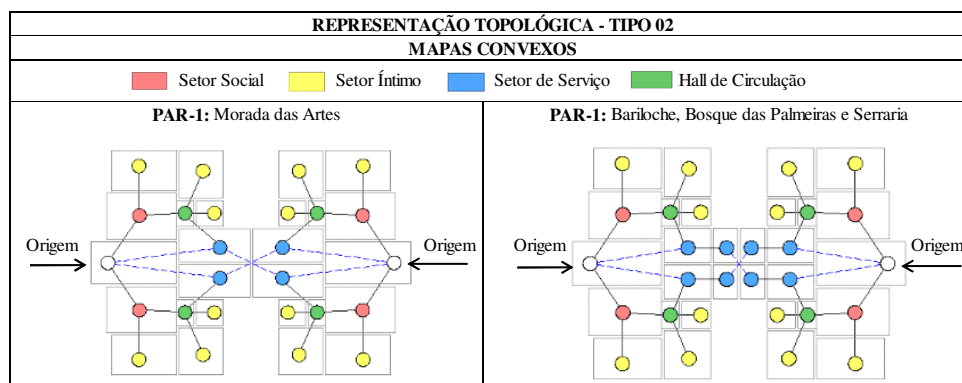 REPRESENTAÇÃO TOPOLÓGICA - TIPO 02
MAPAS CONVEXOS
Setor Social Setor Íntimo Setor de Serviço Hall de Circulação
PAR-1: Morada das Artes
PAR-1: Bariloche, Bosque das Palmeiras e Serraria
Origem Origem
Origem Origem